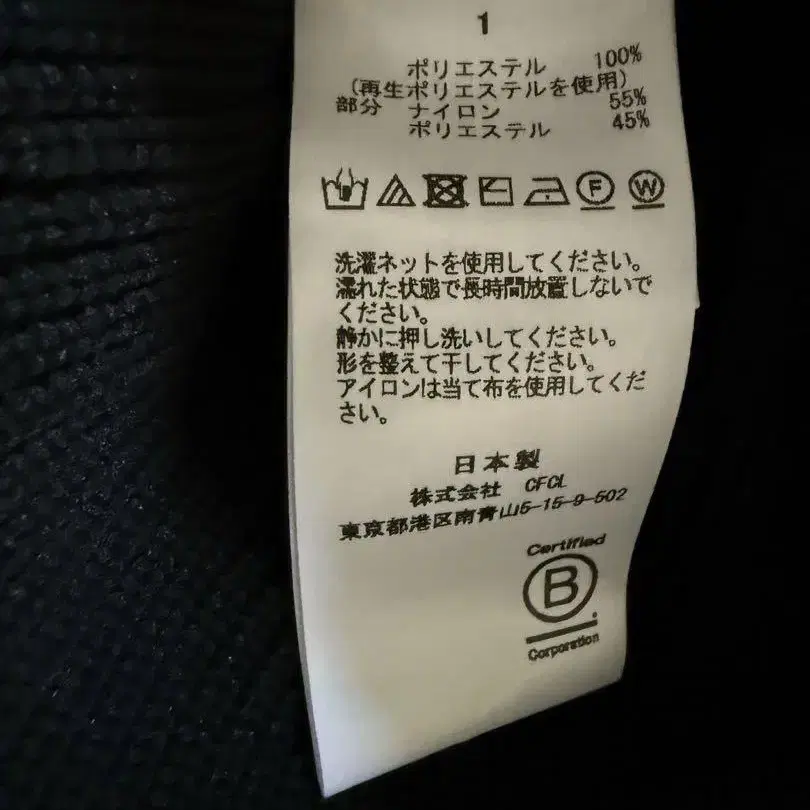 1
ポリエステル 100%
(再生ポリエステルを使用)
部分 ナイロン 55%
ポリエステル 45%
F W
洗濯ネットを使用してください。
濡れた状態で長時間放置しないで
ください。
静かに押し洗いしてください。
形を整えて干してください。
アイロンは当て布を使用してくだ
さい。
日本製
株式会社 CFCL
東京都港区南青山5-15-9-502
Certified
B
Corporation